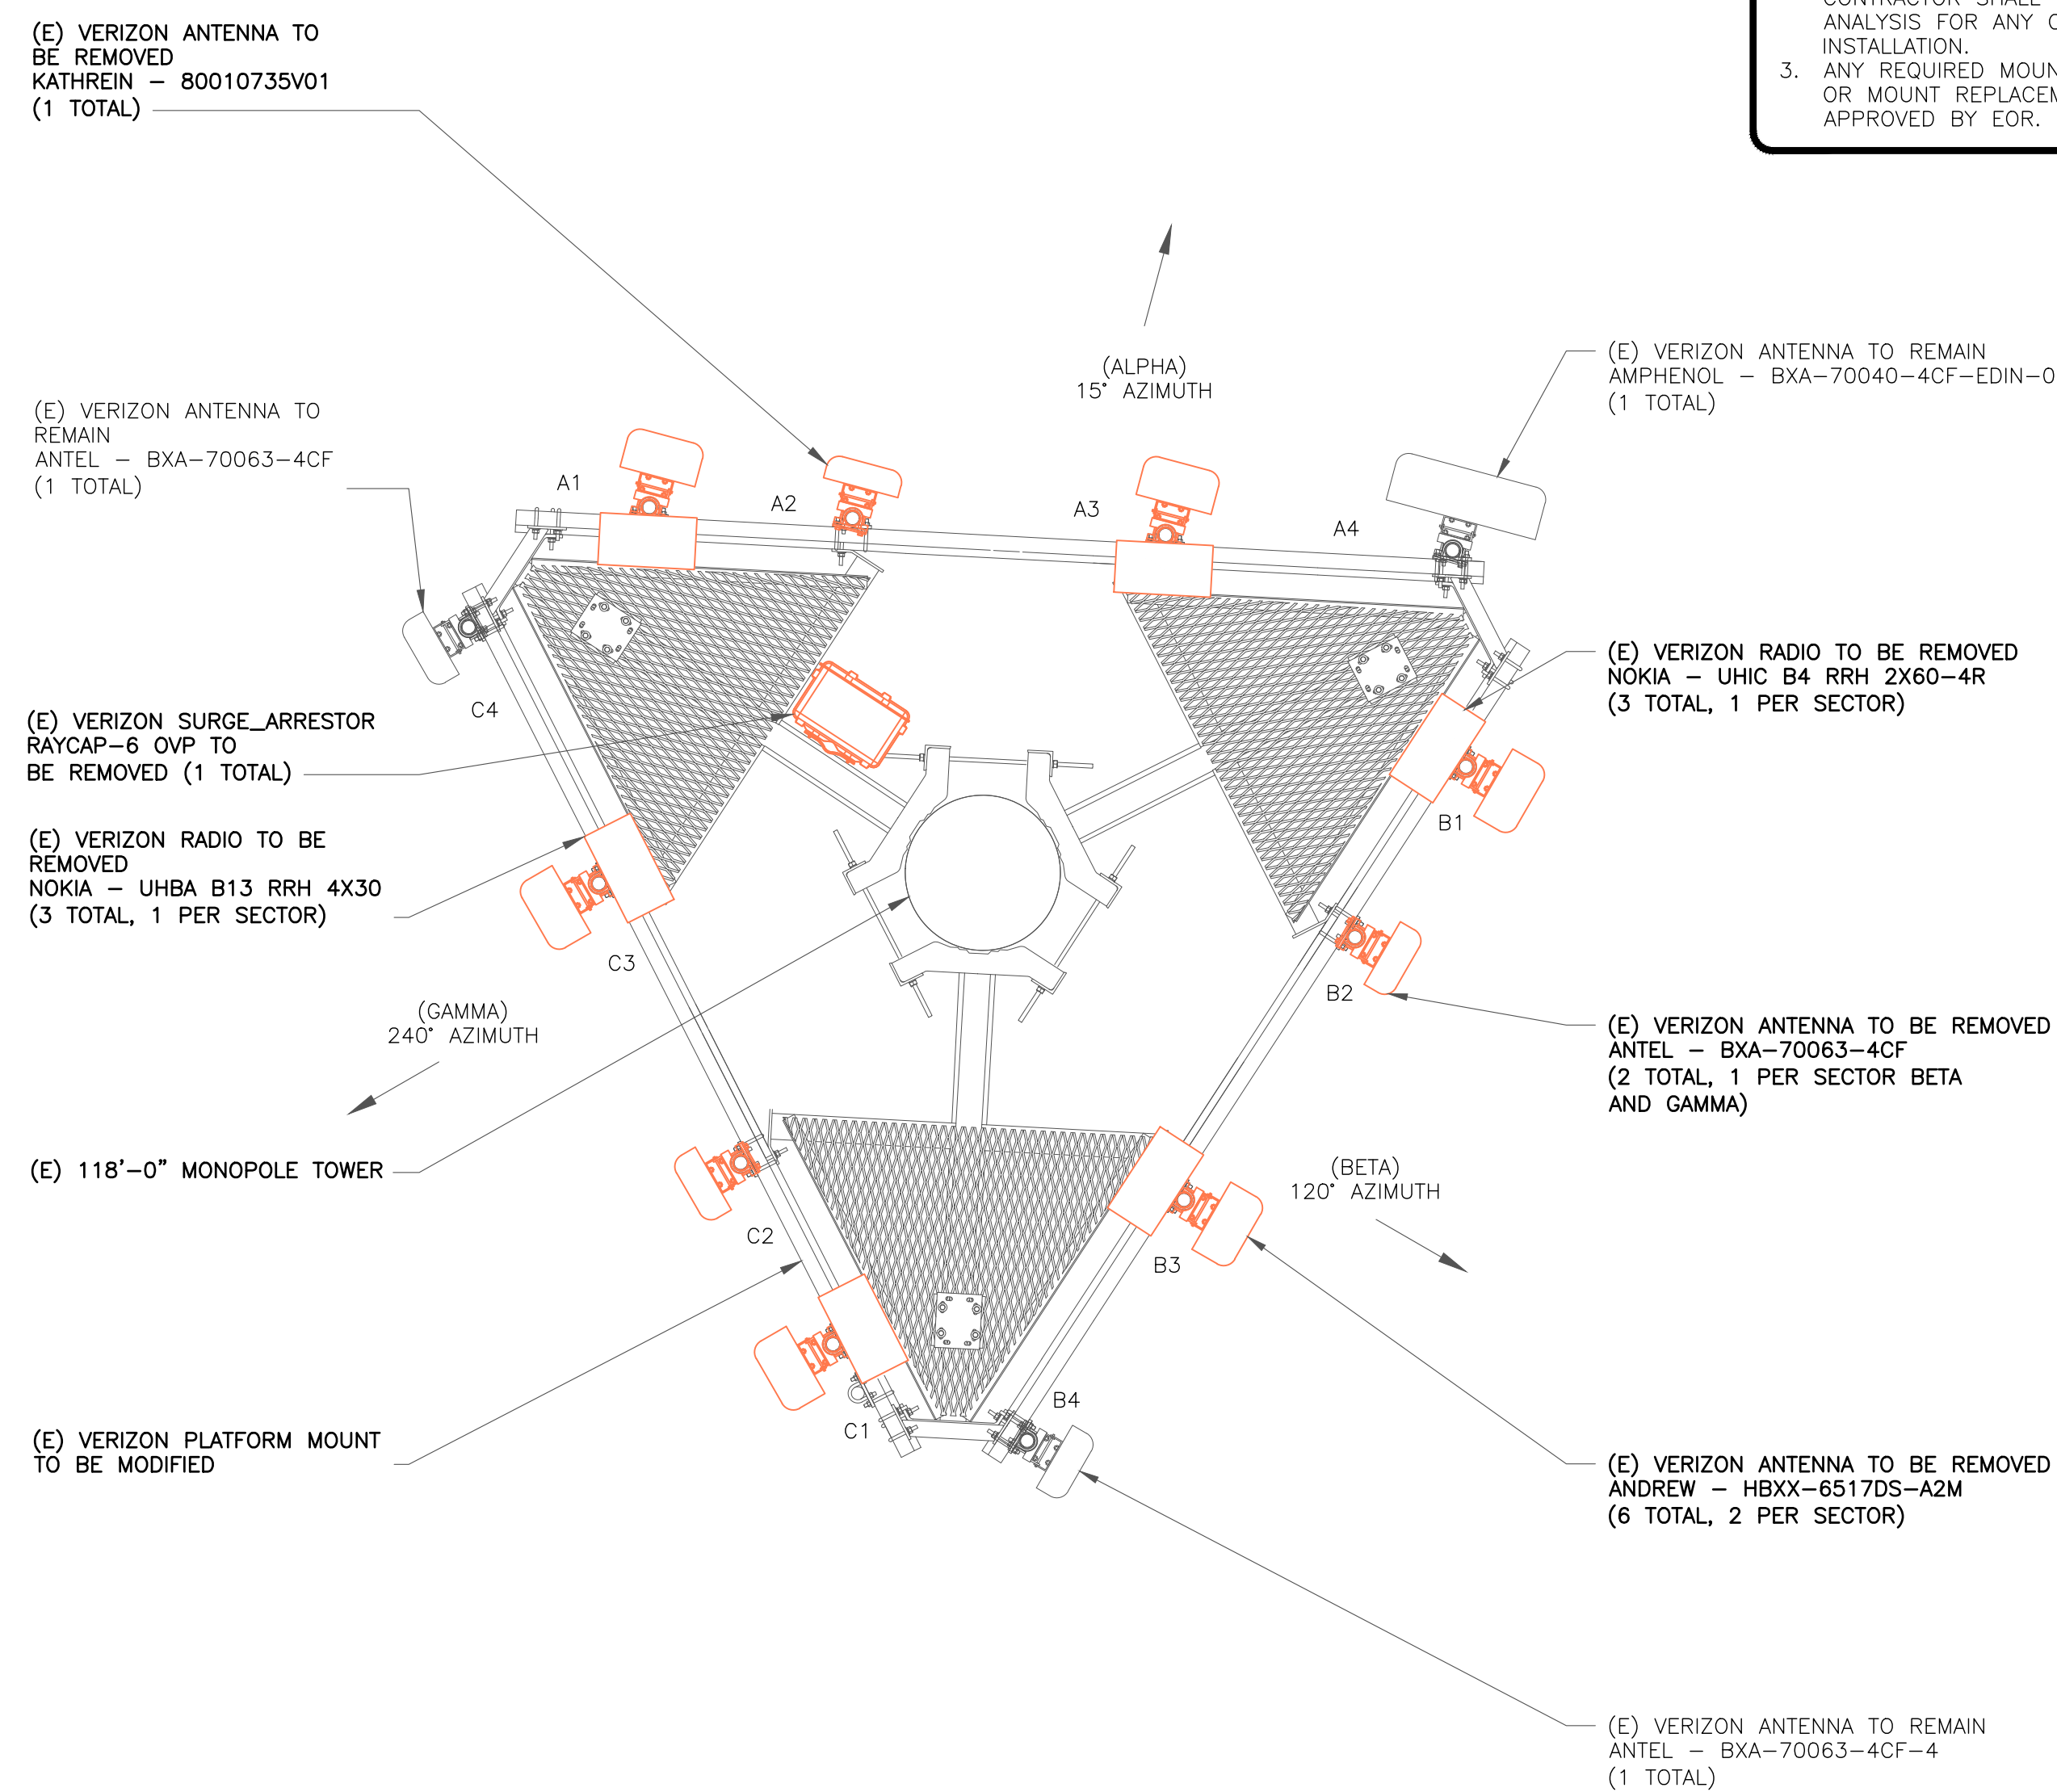 (E) VERIZON ANTENNA TO
BE REMOVED
KATHREIN – 80010735V01
(1 TOTAL)
ANALYSIS FOR ANY
INSTALLATION.
3. ANY REQUIRED
OR MOUNT
APPROVED BY EOR.
(ALPHA)
15° AZIMUTH
(E) VERIZON ANTENNA TO REMAIN
AMPHENOL – BXA–70040–4CF–EDIN–0
(1 TOTAL)
(E) VERIZON ANTENNA TO
REMAIN
ANTEL – BXA–70063–4CF
(1 TOTAL)
A1
A2
A3
A4
(E) VERIZON RADIO TO BE REMOVED
NOKIA – UHIC B4 RRH 2X60–4R
(3 TOTAL, 1 PER SECTOR)
C4
(E) VERIZON SURGE_ARRESTOR
RAYCAP–6 OVP TO
BE REMOVED (1 TOTAL)
B1
(E) VERIZON RADIO TO BE
REMOVED
NOKIA – UHBA B13 RRH 4X30
(3 TOTAL, 1 PER SECTOR)
C3
B2
(GAMMA)
240° AZIMUTH
(E) VERIZON ANTENNA TO BE REMOVED
ANTEL – BXA–70063–4CF
(2 TOTAL, 1 PER SECTOR BETA
AND GAMMA)
(E) 118'–0" MONOPOLE TOWER
(BETA)
120° AZIMUTH
C2
B3
(E) VERIZON PLATFORM MOUNT
TO BE MODIFIED
C1
B4
(E) VERIZON ANTENNA TO BE REMOVED
ANDREW – HBXX–6517DS–A2M
(6 TOTAL, 2 PER SECTOR)
(E) VERIZON ANTENNA TO REMAIN
ANTEL – BXA–70063–4CF–4
(1 TOTAL)